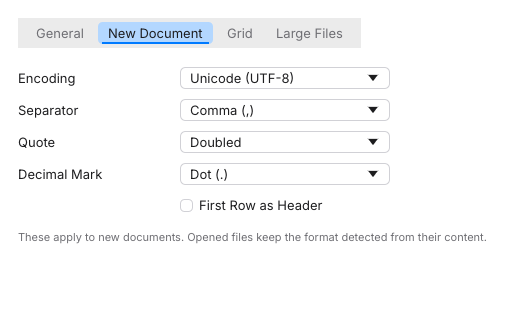 General New Document Grid Large Files
Encoding Unicode (UTF-8)
Separator Comma (,)
Quote Doubled
Decimal Mark Dot (.)
First Row as Header
These apply to new documents. Opened files keep the format detected from their content.